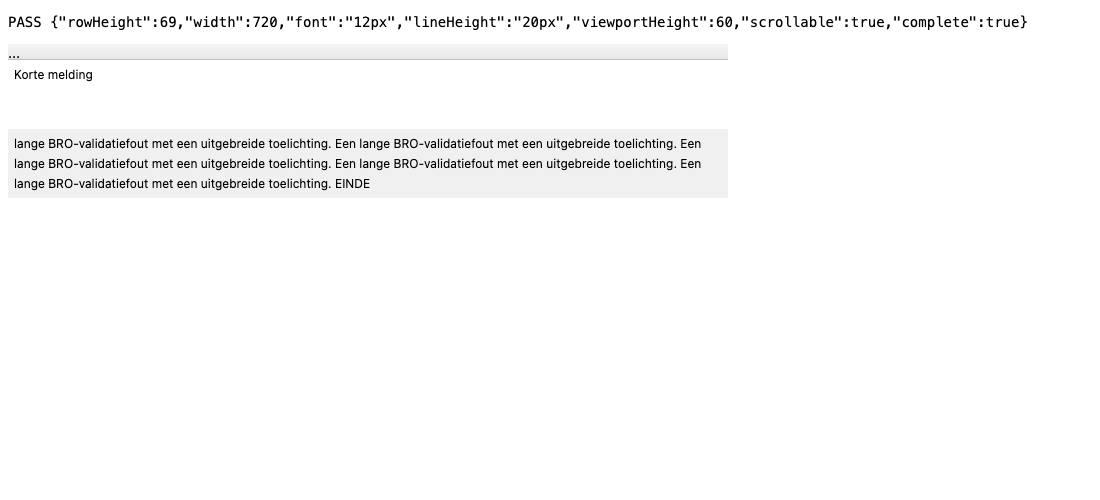 PASS {"rowHeight":69,"width":720,"font":"12px","lineHeight":"20px","viewportHeight":60,"scrollable":true,"complete":true}
...
Korte melding
lange BRO-validatiefout met een uitgebreide toelichting. Een lange BRO-validatiefout met een uitgebreide toelichting. Een
lange BRO-validatiefout met een uitgebreide toelichting. Een lange BRO-validatiefout met een uitgebreide toelichting. Een
lange BRO-validatiefout met een uitgebreide toelichting. EINDE